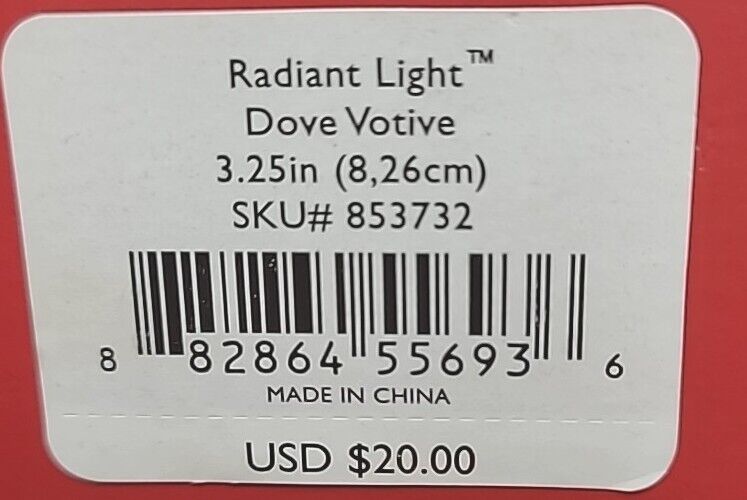 Radiant Light™
Dove Votive
3.25in (8,26cm)
SKU# 853732
8 82864 55693 6
MADE IN CHINA
USD $20.00